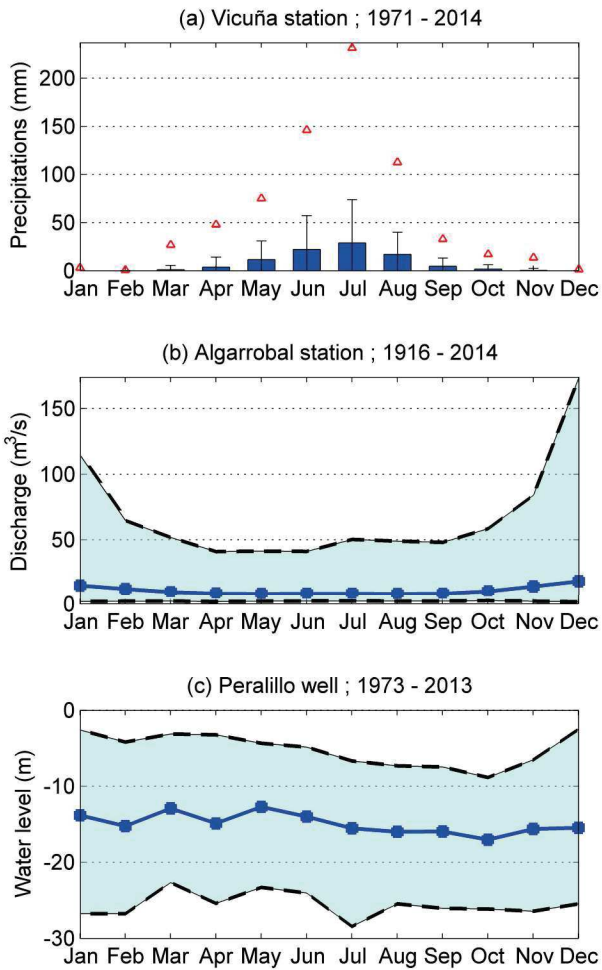 (a) Vicuña station ; 1971 - 2014
Precipitations (mm)
200
150
100
50
0
Jan Feb Mar Apr May Jun Jul Aug Sep Oct Nov Dec
(b) Algarrobal station ; 1916 - 2014
Discharge (m³/s)
150
100
50
0
Jan Feb Mar Apr May Jun Jul Aug Sep Oct Nov Dec
(c) Peralillo well ; 1973 - 2013
Water level (m)
0
-10
-20
-30
Jan Feb Mar Apr May Jun Jul Aug Sep Oct Nov Dec